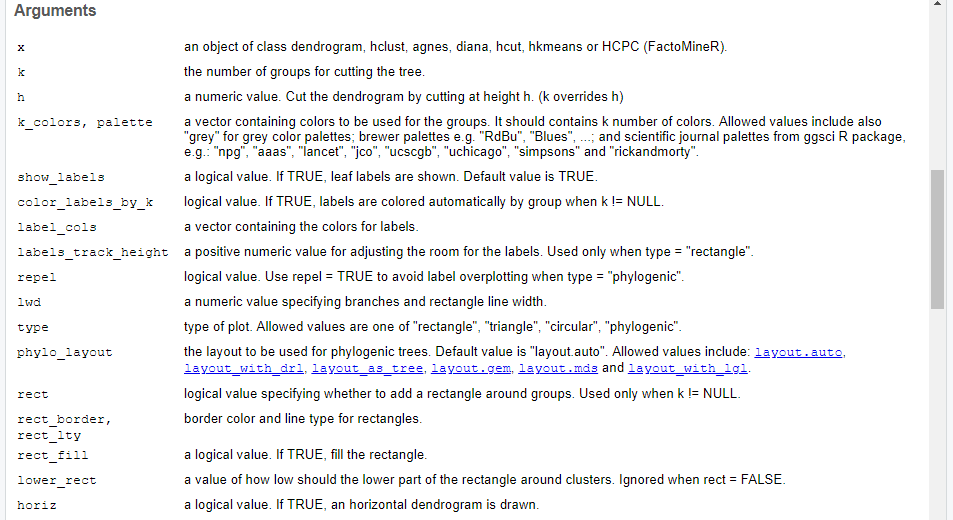 Arguments
x an object of class dendrogram, hclust, agnes, diana, hcut, hkmeans or HCPC (FactoMineR).
k the number of groups for cutting the tree.
h a numeric value. Cut the dendrogram by cutting at height h. (k overrides h)
k_colors, palette a vector containing colors to be used for the groups. It should contains k number of colors. Allowed values include also
"grey" for grey color palettes; brewer palettes e.g. "RdBu", "Blues", ...; and scientific journal palettes from ggsci R package,
e.g.: "npg", "aaas", "lancet", "jco", "ucscgb", "uchicago", "simpsons" and "rickandmorty".
show_labels a logical value. If TRUE, leaf labels are shown. Default value is TRUE.
color_labels_by_k logical value. If TRUE, labels are colored automatically by group when k != NULL.
label_cols a vector containing the colors for labels.
labels_track_height a positive numeric value for adjusting the room for the labels. Used only when type = "rectangle".
repel logical value. Use repel = TRUE to avoid label overplotting when type = "phylogenic".
lwd a numeric value specifying branches and rectangle line width.
type type of plot. Allowed values are one of "rectangle", "triangle", "circular", "phylogenic".
phylo_layout the layout to be used for phylogenic trees. Default value is "layout.auto". Allowed values include: layout.auto,
layout_with_drl, layout_as_tree, layout.gem, layout.mds and layout_with_lgl.
rect logical value specifying whether to add a rectangle around groups. Used only when k != NULL.
rect_border, border color and line type for rectangles.
rect_lty
rect_fill a logical value. If TRUE, fill the rectangle.
lower_rect a value of how low should the lower part of the rectangle around clusters. Ignored when rect = FALSE.
horiz a logical value. If TRUE, an horizontal dendrogram is drawn.